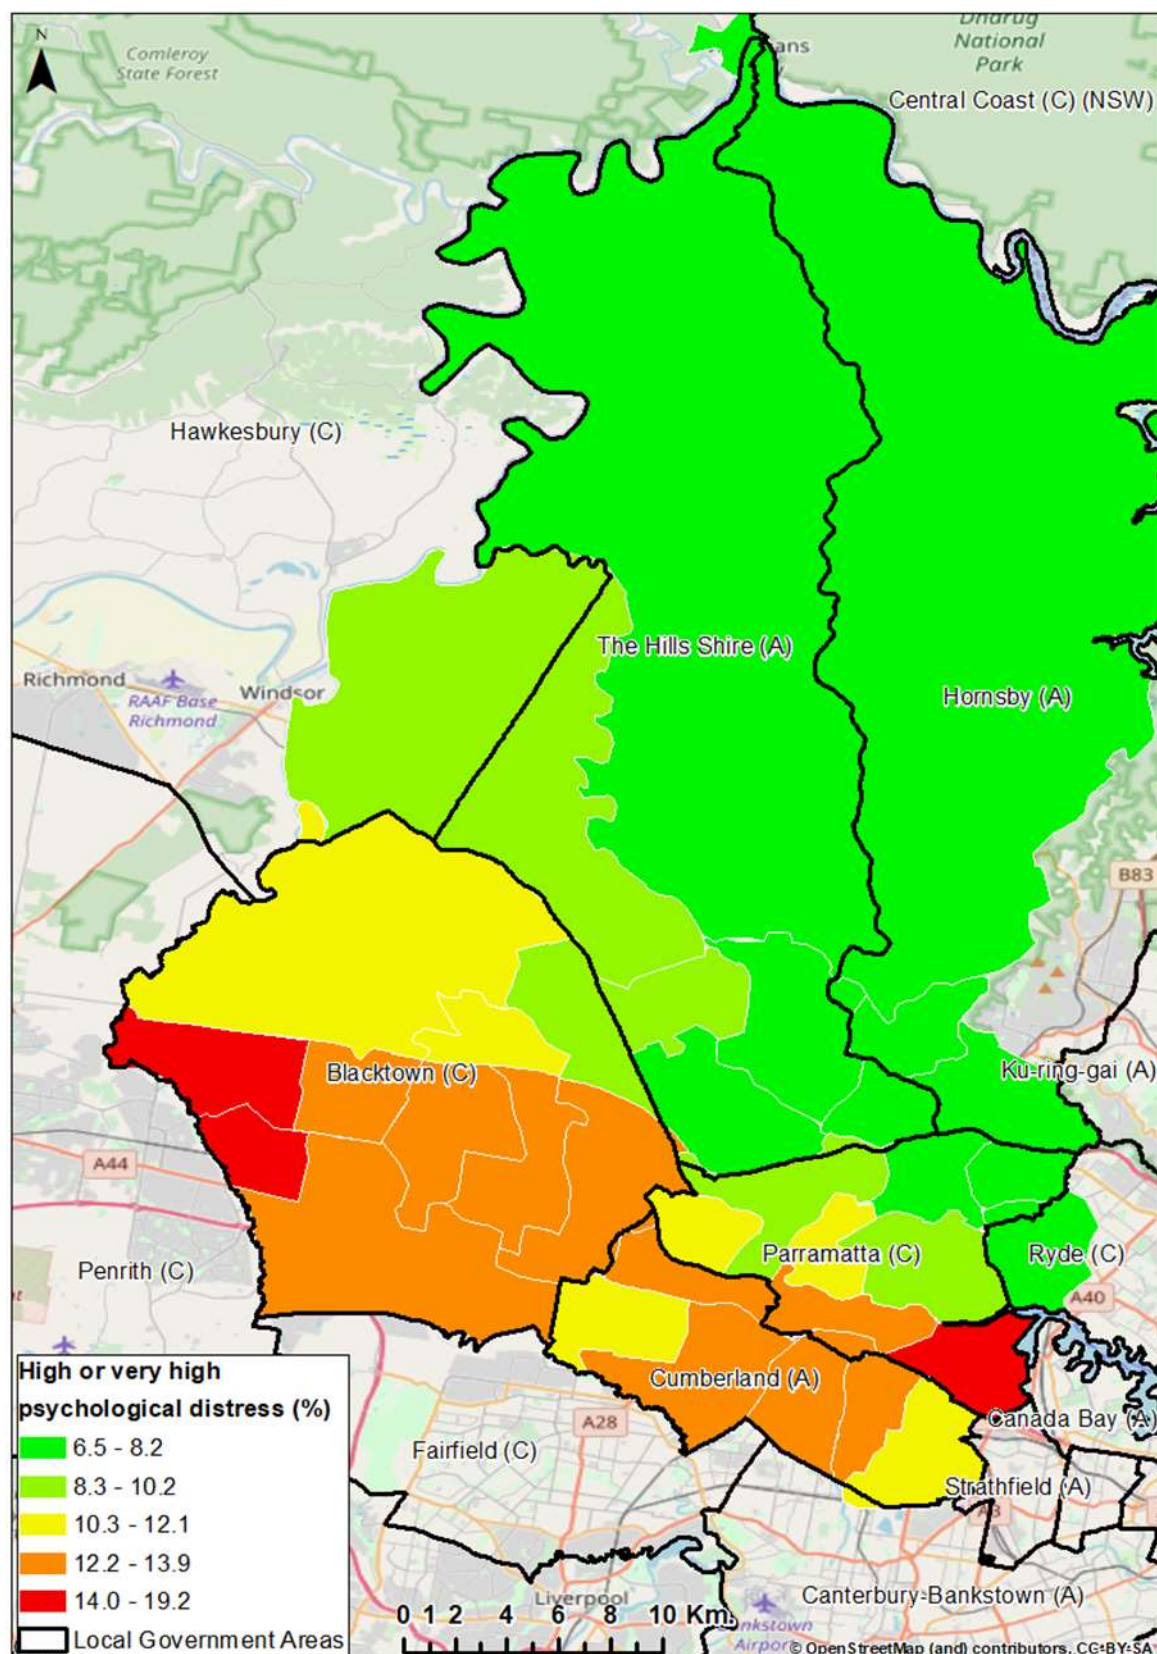 N
Comleroy
State Forest
Dharug
National
Park
Central Coast (C) (NSW)
Hawkesbury (C)
The Hills Shire (A)
Richmond
RAAF Base
Richmond
Windsor
Hornsby (A)
B83
Blacktown (C)
Ku-ring-gai (A)
A44
Penrith (C)
Parramatta (C)
Ryde (C)
A40
Cumberland (A)
Canada Bay (A)
A28
Fairfield (C)
Strathfield (A)
A3
Liverpool
Canterbury-Bankstown (A)
High or very high
psychological distress (%)
6.5 - 8.2
8.3 - 10.2
10.3 - 12.1
12.2 - 13.9
14.0 - 19.2
Local Government Areas
0 1 2 4 6 8 10 Km.
© OpenStreetMap (and) contributors, CC-BY-SA